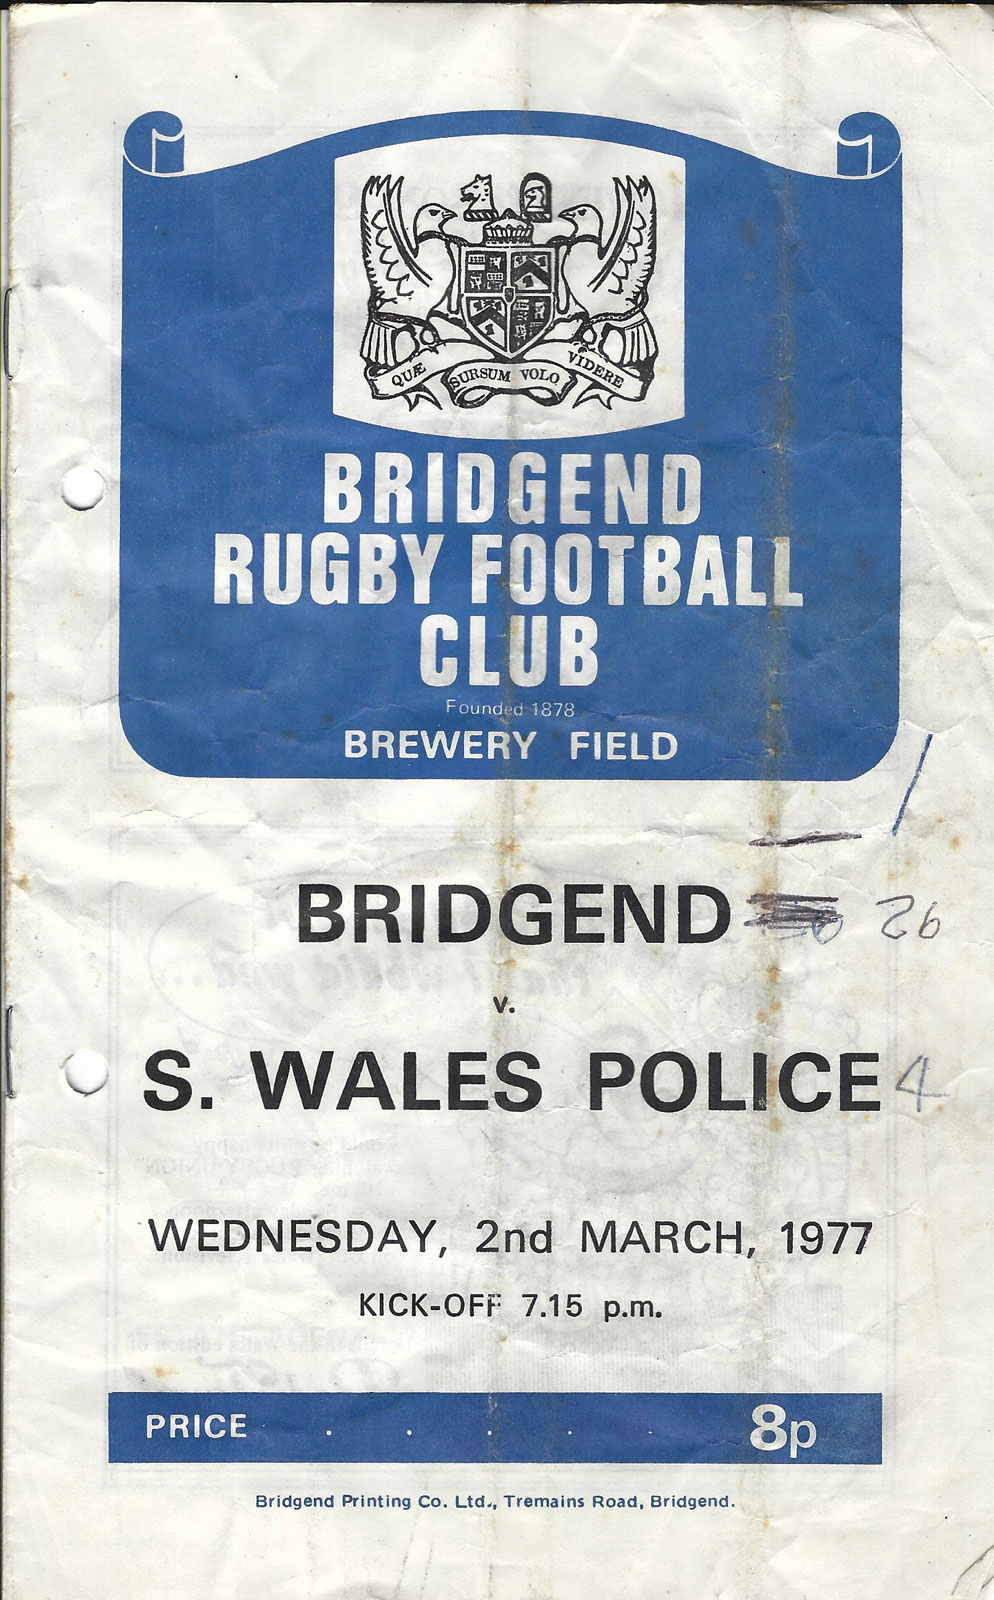 QUÆ SURSUM VOLO VIDERE
BRIDGEND
RUGBY FOOTBALL
CLUB
Founded 1878
BREWERY FIELD
BRIDGEND 26
v.
S. WALES POLICE 4
WEDNESDAY, 2nd MARCH, 1977
KICK-OFF 7.15 p.m.
PRICE . . . . . 8p
Bridgend Printing Co. Ltd., Tremains Road, Bridgend.